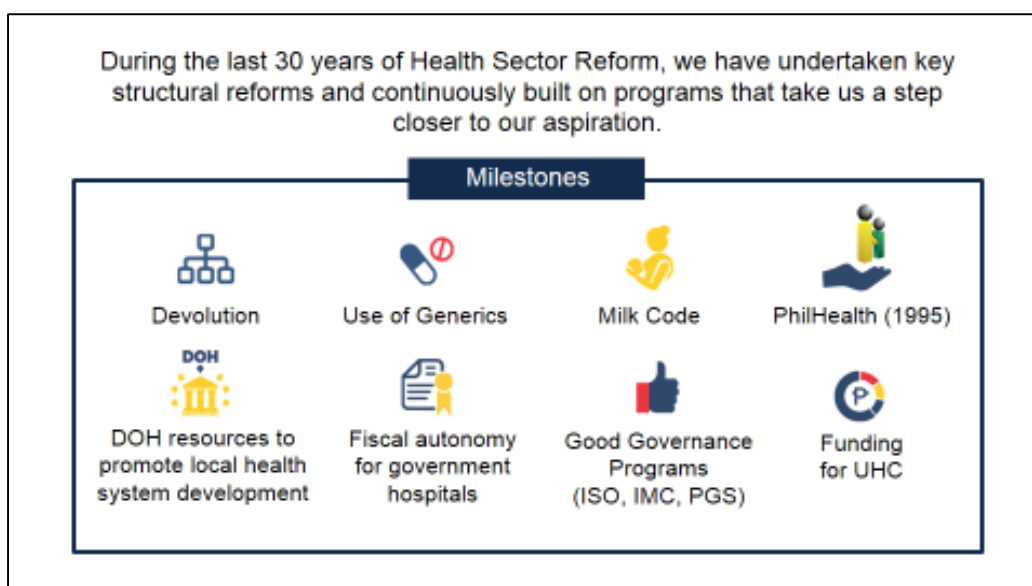 During the last 30 years of Health Sector Reform, we have undertaken key
structural reforms and continuously built on programs that take us a step
closer to our aspiration.
Milestones
Devolution
Use of Generics
Milk Code
PhilHealth (1995)
DOH
DOH resources to
promote local health
system development
Fiscal autonomy
for government
hospitals
Good Governance
Programs
(ISO, IMC, PGS)
₱
Funding
for UHC